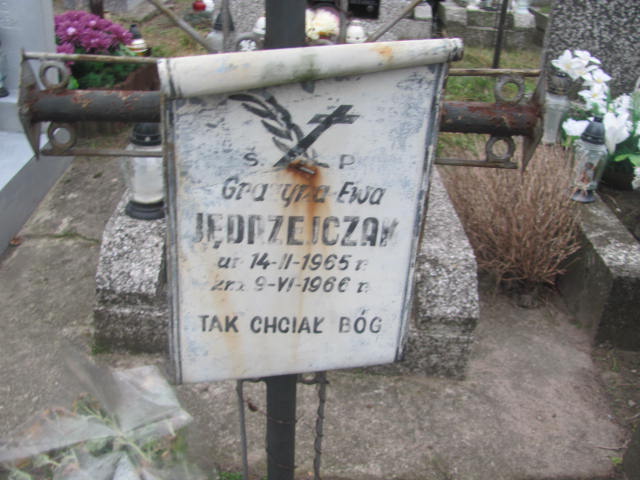 Ś. P.
Grażyna Ewa
JĘDRZEJCZAK
ur. 14-II-1965 r.
zm. 9-VI-1966 r.
TAK CHCIAŁ BÓG